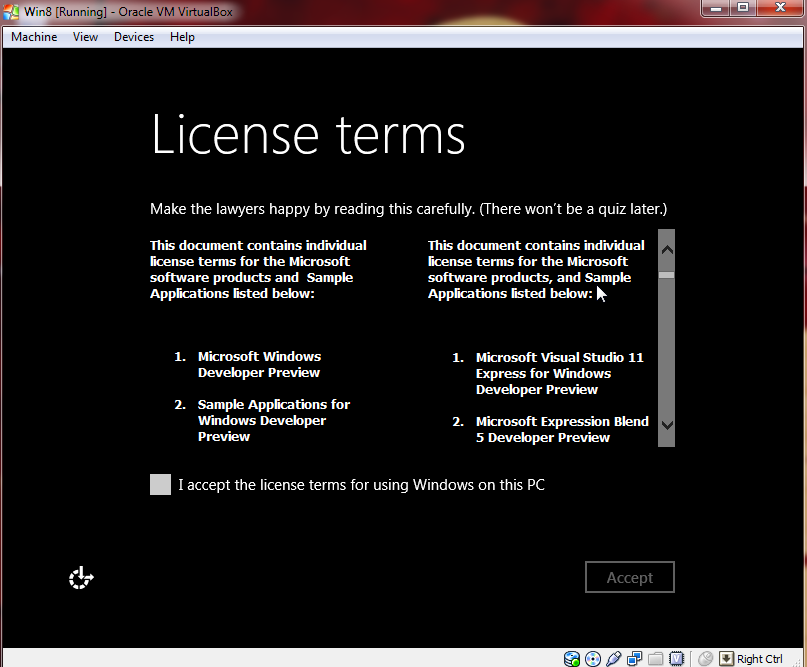 Win8 [Running] - Oracle VM VirtualBox
Machine View Devices Help
License terms
Make the lawyers happy by reading this carefully. (There won't be a quiz later.)
This document contains individual
license terms for the Microsoft
software products and Sample
Applications listed below:
1. Microsoft Windows
Developer Preview
2. Sample Applications for
Windows Developer
Preview
This document contains individual
license terms for the Microsoft
software products, and Sample
Applications listed below:
1. Microsoft Visual Studio 11
Express for Windows
Developer Preview
2. Microsoft Expression Blend
5 Developer Preview
I accept the license terms for using Windows on this PC
Accept
Right Ctrl